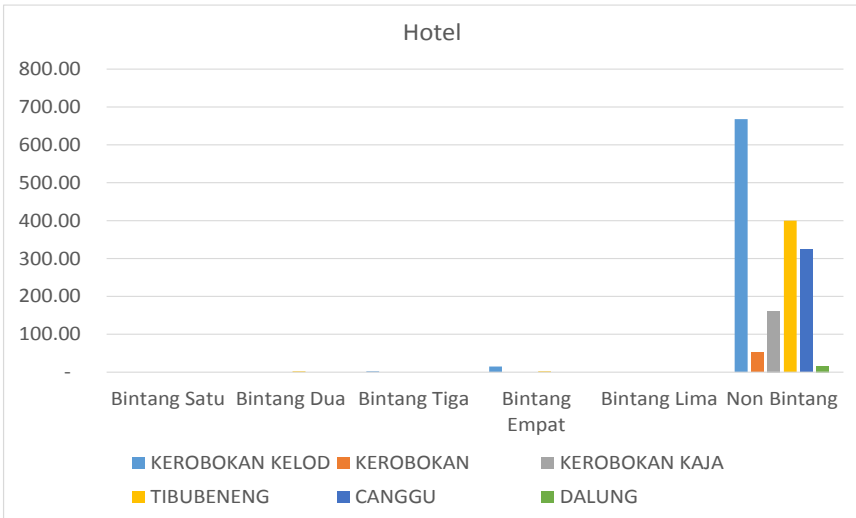 Hotel
800.00
700.00
600.00
500.00
400.00
300.00
200.00
100.00
-
Bintang Satu Bintang Dua Bintang Tiga Bintang Empat Bintang Lima Non Bintang
KEROBOKAN KELOD KEROBOKAN KEROBOKAN KAJA
TIBUBENENG CANGGU DALUNG